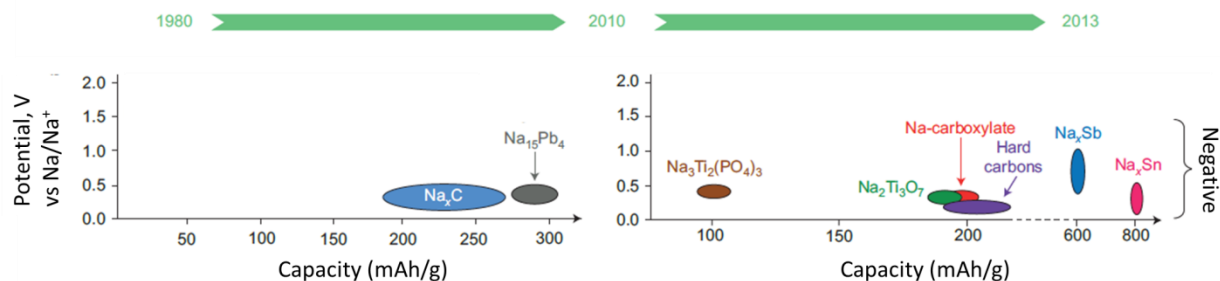 1980
2010
2013
Potential, V
vs Na/Na⁺
2.0
1.5
1.0
0.5
0.0
NaₓC
Na₁₅Pb₄
50
100
150
200
250
300
Capacity (mAh/g)
2.0
1.5
1.0
0.5
0.0
Na₃Ti₂(PO₄)₃
Na₂Ti₃O₇
Na-carboxylate
Hard
carbons
NaₓSb
NaₓSn
100
150
200
600
800
Capacity (mAh/g)
Negative